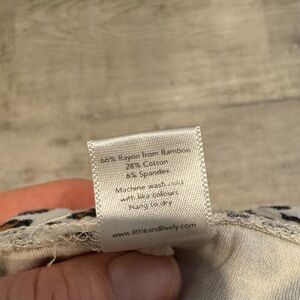 66% Rayon from Bamboo
28% Cotton
6% Spandex
Machine wash cold
with like colours.
Hang to dry
www.littleandlively.com